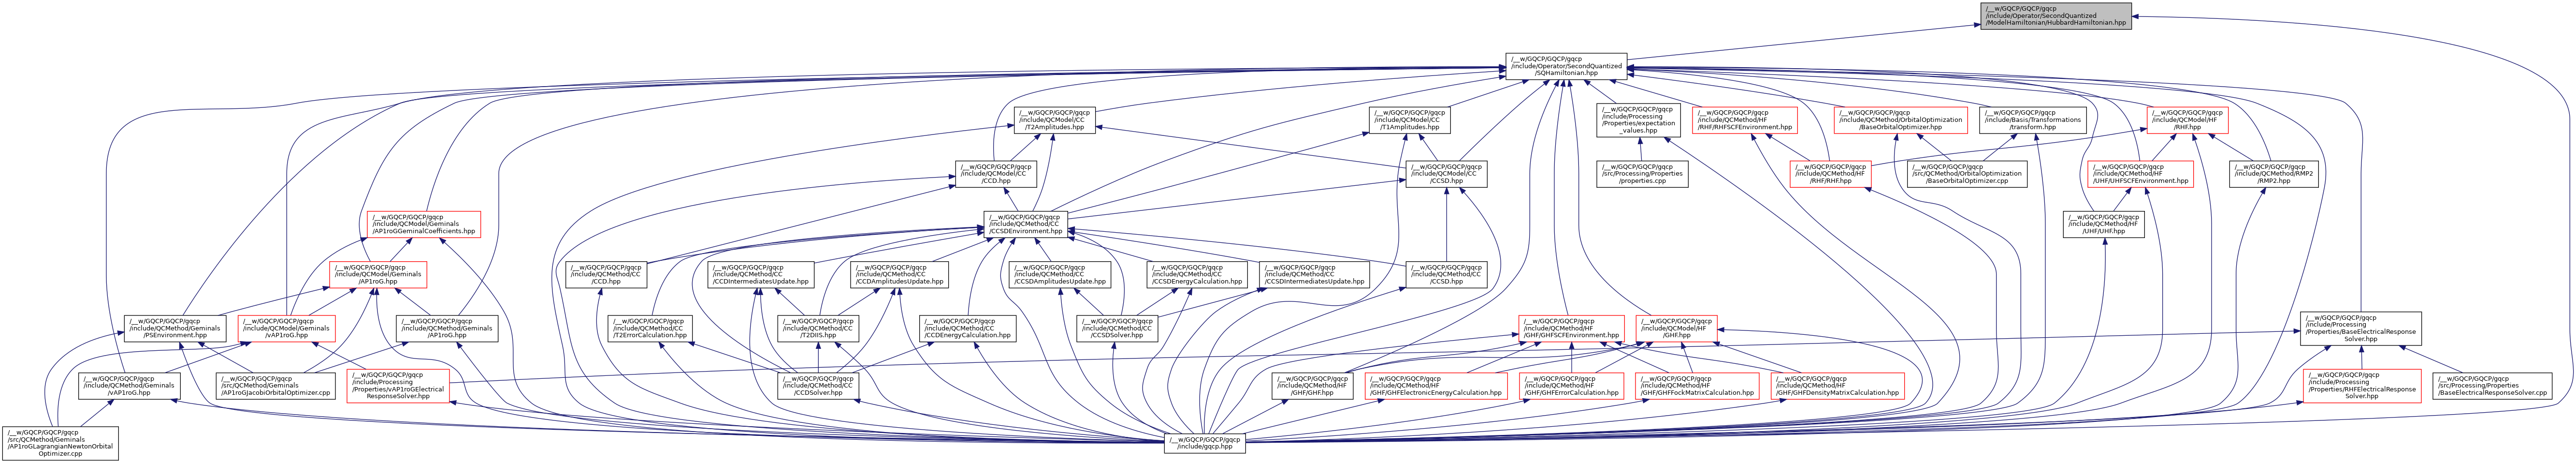 /__w/GQCP/GQCP/gqcp
/include/Operator/SecondQuantized
/ModelHamiltonian/HubbardHamiltonian.hpp
/__w/GQCP/GQCP/gqcp
/include/Operator/SecondQuantized
/SQHamiltonian.hpp
/__w/GQCP/GQCP/gqcp
/include/QCModel/CC
/T2Amplitudes.hpp
/__w/GQCP/GQCP/gqcp
/include/QCModel/CC
/T1Amplitudes.hpp
/__w/GQCP/GQCP/gqcp
/include/Processing
/Properties/expectation
_values.hpp
/__w/GQCP/GQCP/gqcp
/include/QCMethod/HF
/RHF/RHFSCFEnvironment.hpp
/__w/GQCP/GQCP/gqcp
/include/QCMethod/OrbitalOptimization
/BaseOrbitalOptimizer.hpp
/__w/GQCP/GQCP/gqcp
/include/Basis/Transformations
/transform.hpp
/__w/GQCP/GQCP/gqcp
/include/QCModel/HF
/RHF.hpp
/__w/GQCP/GQCP/gqcp
/include/QCModel/CC
/CCD.hpp
/__w/GQCP/GQCP/gqcp
/include/QCModel/CC
/CCSD.hpp
/__w/GQCP/GQCP/gqcp
/src/Processing/Properties
/properties.cpp
/__w/GQCP/GQCP/gqcp
/include/QCMethod/HF
/RHF/RHF.hpp
/__w/GQCP/GQCP/gqcp
/src/QCMethod/OrbitalOptimization
/BaseOrbitalOptimizer.cpp
/__w/GQCP/GQCP/gqcp
/include/QCMethod/HF
/UHF/UHFSCFEnvironment.hpp
/__w/GQCP/GQCP/gqcp
/include/QCMethod/RMP2
/RMP2.hpp
/__w/GQCP/GQCP/gqcp
/include/QCModel/Geminals
/AP1roGGeminalCoefficients.hpp
/__w/GQCP/GQCP/gqcp
/include/QCMethod/CC
/CCSDEnvironment.hpp
/__w/GQCP/GQCP/gqcp
/include/QCMethod/HF
/UHF/UHF.hpp
/__w/GQCP/GQCP/gqcp
/include/QCModel/Geminals
/AP1roG.hpp
/__w/GQCP/GQCP/gqcp
/include/QCMethod/CC
/CCD.hpp
/__w/GQCP/GQCP/gqcp
/include/QCMethod/CC
/CCDIntermediatesUpdate.hpp
/__w/GQCP/GQCP/gqcp
/include/QCMethod/CC
/CCDAmplitudesUpdate.hpp
/__w/GQCP/GQCP/gqcp
/include/QCMethod/CC
/CCSDAmplitudesUpdate.hpp
/__w/GQCP/GQCP/gqcp
/include/QCMethod/CC
/CCSDEnergyCalculation.hpp
/__w/GQCP/GQCP/gqcp
/include/QCMethod/CC
/CCSDIntermediatesUpdate.hpp
/__w/GQCP/GQCP/gqcp
/include/QCMethod/CC
/CCSD.hpp
/__w/GQCP/GQCP/gqcp
/include/QCMethod/Geminals
/PSEnvironment.hpp
/__w/GQCP/GQCP/gqcp
/include/QCModel/Geminals
/vAP1roG.hpp
/__w/GQCP/GQCP/gqcp
/include/QCMethod/Geminals
/AP1roG.hpp
/__w/GQCP/GQCP/gqcp
/include/QCMethod/CC
/T2ErrorCalculation.hpp
/__w/GQCP/GQCP/gqcp
/include/QCMethod/CC
/T2DIIS.hpp
/__w/GQCP/GQCP/gqcp
/include/QCMethod/CC
/CCDEnergyCalculation.hpp
/__w/GQCP/GQCP/gqcp
/include/QCMethod/CC
/CCSDSolver.hpp
/__w/GQCP/GQCP/gqcp
/include/QCMethod/HF
/GHF/GHFSCFEnvironment.hpp
/__w/GQCP/GQCP/gqcp
/include/QCModel/HF
/GHF.hpp
/__w/GQCP/GQCP/gqcp
/include/Processing
/Properties/BaseElectricalResponse
Solver.hpp
/__w/GQCP/GQCP/gqcp
/include/QCMethod/Geminals
/vAP1roG.hpp
/__w/GQCP/GQCP/gqcp
/src/QCMethod/Geminals
/AP1roGJacobiOrbitalOptimizer.cpp
/__w/GQCP/GQCP/gqcp
/include/Processing
/Properties/vAP1roGElectrical
ResponseSolver.hpp
/__w/GQCP/GQCP/gqcp
/include/QCMethod/CC
/CCDSolver.hpp
/__w/GQCP/GQCP/gqcp
/include/QCMethod/HF
/GHF/GHF.hpp
/__w/GQCP/GQCP/gqcp
/include/QCMethod/HF
/GHF/GHFElectronicEnergyCalculation.hpp
/__w/GQCP/GQCP/gqcp
/include/QCMethod/HF
/GHF/GHFErrorCalculation.hpp
/__w/GQCP/GQCP/gqcp
/include/QCMethod/HF
/GHF/GHFFockMatrixCalculation.hpp
/__w/GQCP/GQCP/gqcp
/include/QCMethod/HF
/GHF/GHFDensityMatrixCalculation.hpp
/__w/GQCP/GQCP/gqcp
/include/Processing
/Properties/RHFElectricalResponse
Solver.hpp
/__w/GQCP/GQCP/gqcp
/src/Processing/Properties
/BaseElectricalResponseSolver.cpp
/__w/GQCP/GQCP/gqcp
/src/QCMethod/Geminals
/AP1roGLagrangianNewtonOrbital
Optimizer.cpp
/__w/GQCP/GQCP/gqcp
/include/gqcp.hpp